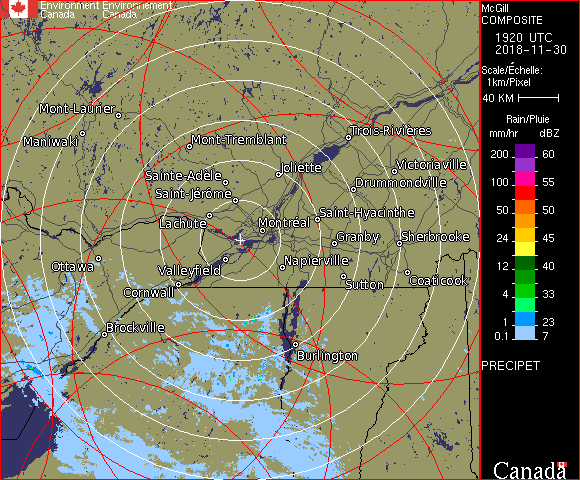 Environment Environnement
Canada Canada
McGill
COMPOSITE
1920 UTC
2018-11-30
Scale/Échelle:
1km/Pixel
40 KM
Rain/Pluie
mm/hr dBZ
200 60
100 55
50 50
24 45
12 40
4 33
1 23
0.1 7
PRECIPET
Canada
Mont-Laurier
Maniwaki
Mont-Tremblant
Trois-Rivières
Joliette
Victoriaville
Sainte-Adèle
Drummondville
Saint-Jérôme
Lachute
Saint-Hyacinthe
Montréal
Granby
Sherbrooke
Ottawa
Valleyfield
Napierville
Cornwall
Sutton
Coaticook
Brockville
Burlington